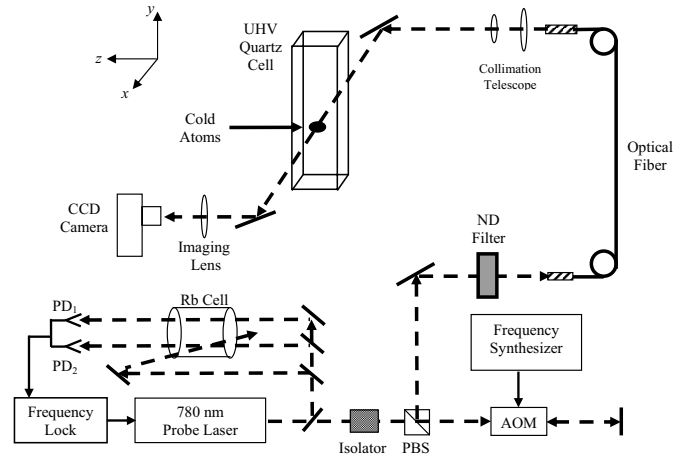 y
z
x
UHV
Quartz
Cell
Collimation
Telescope
Cold
Atoms
Optical
Fiber
CCD
Camera
Imaging
Lens
ND
Filter
PD₁
PD₂
Rb Cell
Frequency
Synthesizer
Frequency
Lock
780 nm
Probe Laser
Isolator
PBS
AOM